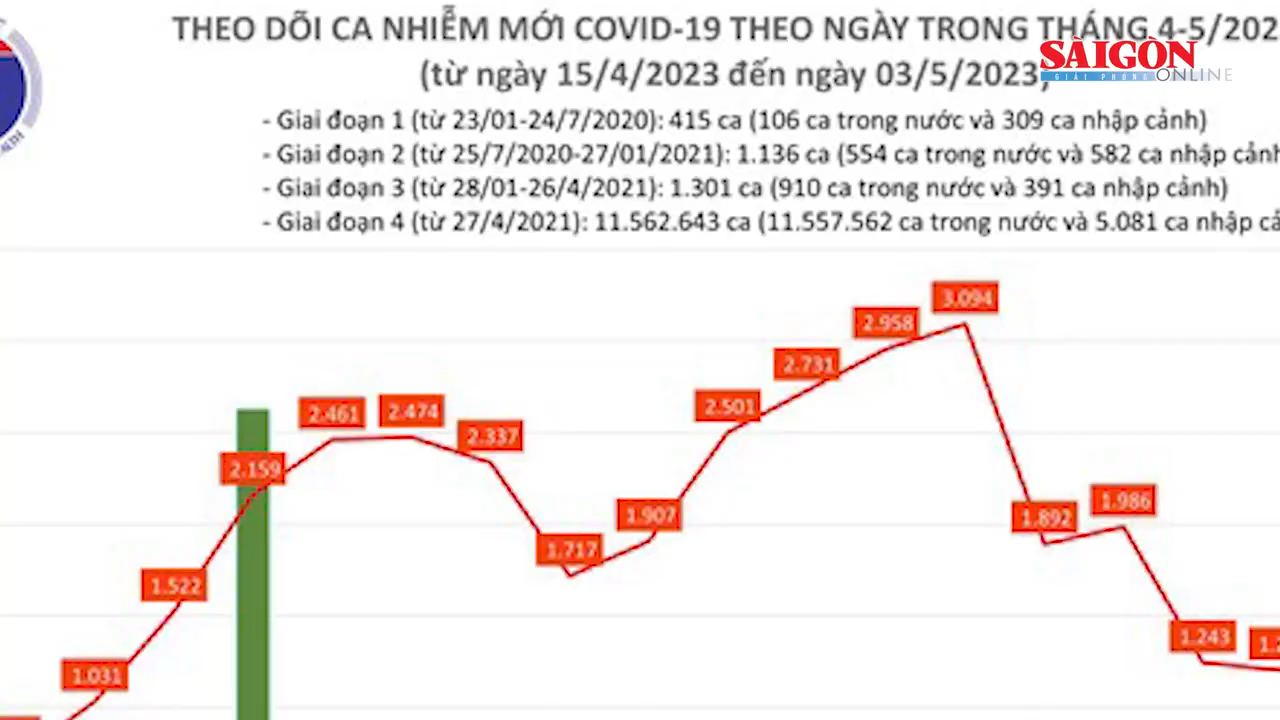 THEO DÕI CA NHIỄM MỚI COVID-19 THEO NGÀY TRONG THÁNG 4-5/202
SÀI GÒN
GIẢI PHÓNG ONLINE
(từ ngày 15/4/2023 đến ngày 03/5/2023)
- Giai đoạn 1 (từ 23/01-24/7/2020): 415 ca (106 ca trong nước và 309 ca nhập cảnh)
- Giai đoạn 2 (từ 25/7/2020-27/01/2021): 1.136 ca (554 ca trong nước và 582 ca nhập cảnh
- Giai đoạn 3 (từ 28/01-26/4/2021): 1.301 ca (910 ca trong nước và 391 ca nhập cảnh)
- Giai đoạn 4 (từ 27/4/2021): 11.562.643 ca (11.557.562 ca trong nước và 5.081 ca nhập
3.094
2.958
2.731
2.461 2.474 2.501
2.337
2.159
1.986
1.907 1.892
1.717
1.522
1.243
1.031